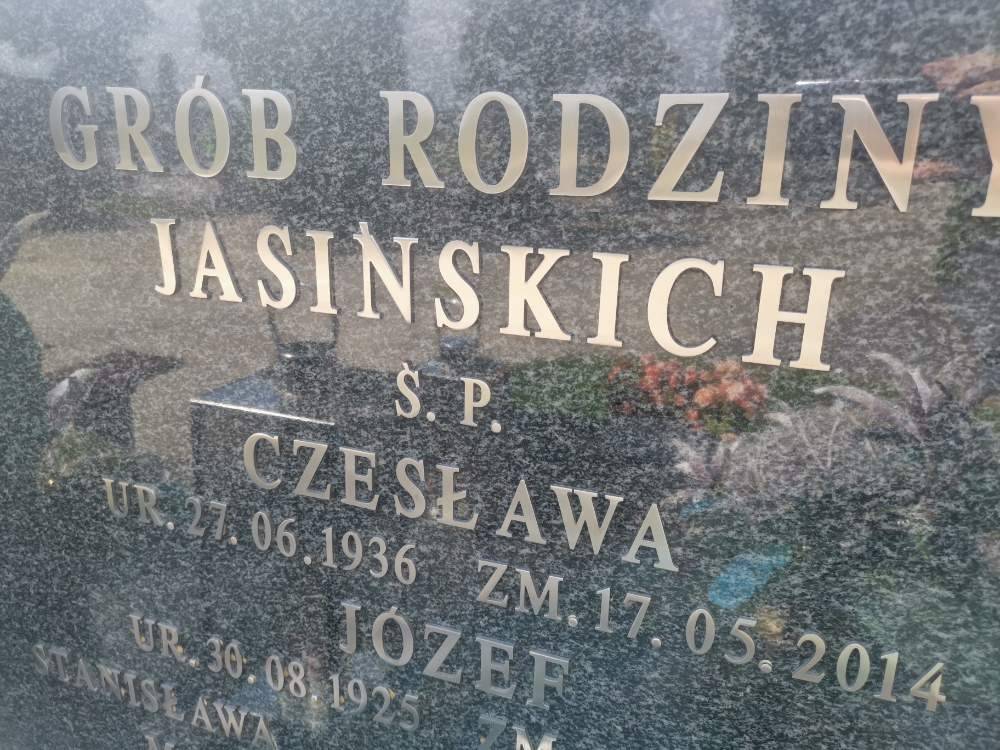 GRÓB RODZINY
JASIŃSKICH
Ś. P.
CZESŁAWA
UR. 27. 06. 1936 ZM. 17. 05. 2014
JÓZEF
UR. 30. 08. 1925 ZM
STANISŁAWA